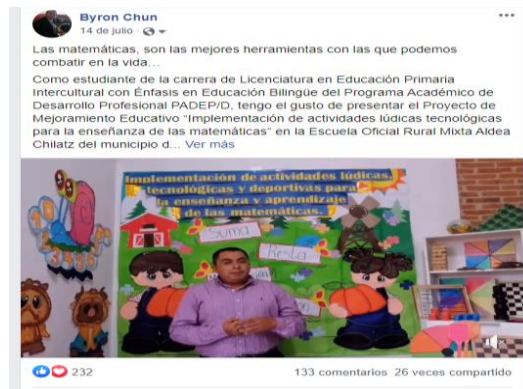 Byron Chun
14 de julio ·
Las matemáticas, son las mejores herramientas con las que podemos
combatir en la vida...
Como estudiante de la carrera de Licenciatura en Educación Primaria
Intercultural con Énfasis en Educación Bilingüe del Programa Académico de
Desarrollo Profesional PADEP/D, tengo el gusto de presentar el Proyecto de
Mejoramiento Educativo “Implementación de actividades lúdicas tecnológicas
para la enseñanza de las matemáticas” en la Escuela Oficial Rural Mixta Aldea
Chilatz del municipio d... Ver más
Implementación de actividades lúdicas,
tecnológicas y deportivas para
la enseñanza y aprendizaje
de las matemáticas.
Suma
Resta
232
133 comentarios 26 veces compartido